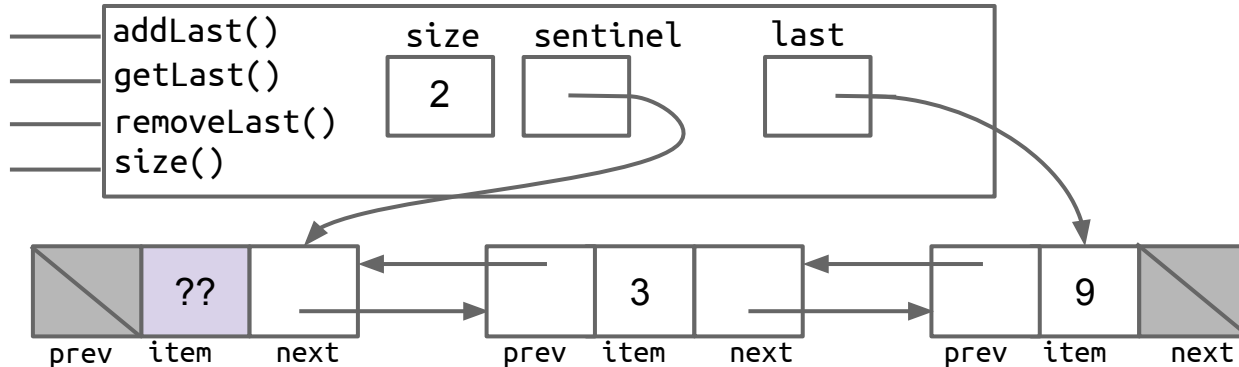 addLast()
size sentinel last
getLast()
2
removeLast()
size()
?? 3 9
prev item next prev item next prev item next